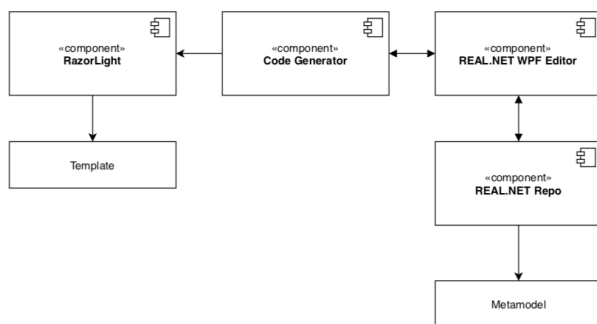 «component»
RazorLight
«component»
Code Generator
«component»
REAL.NET WPF Editor
Template
«component»
REAL.NET Repo
Metamodel